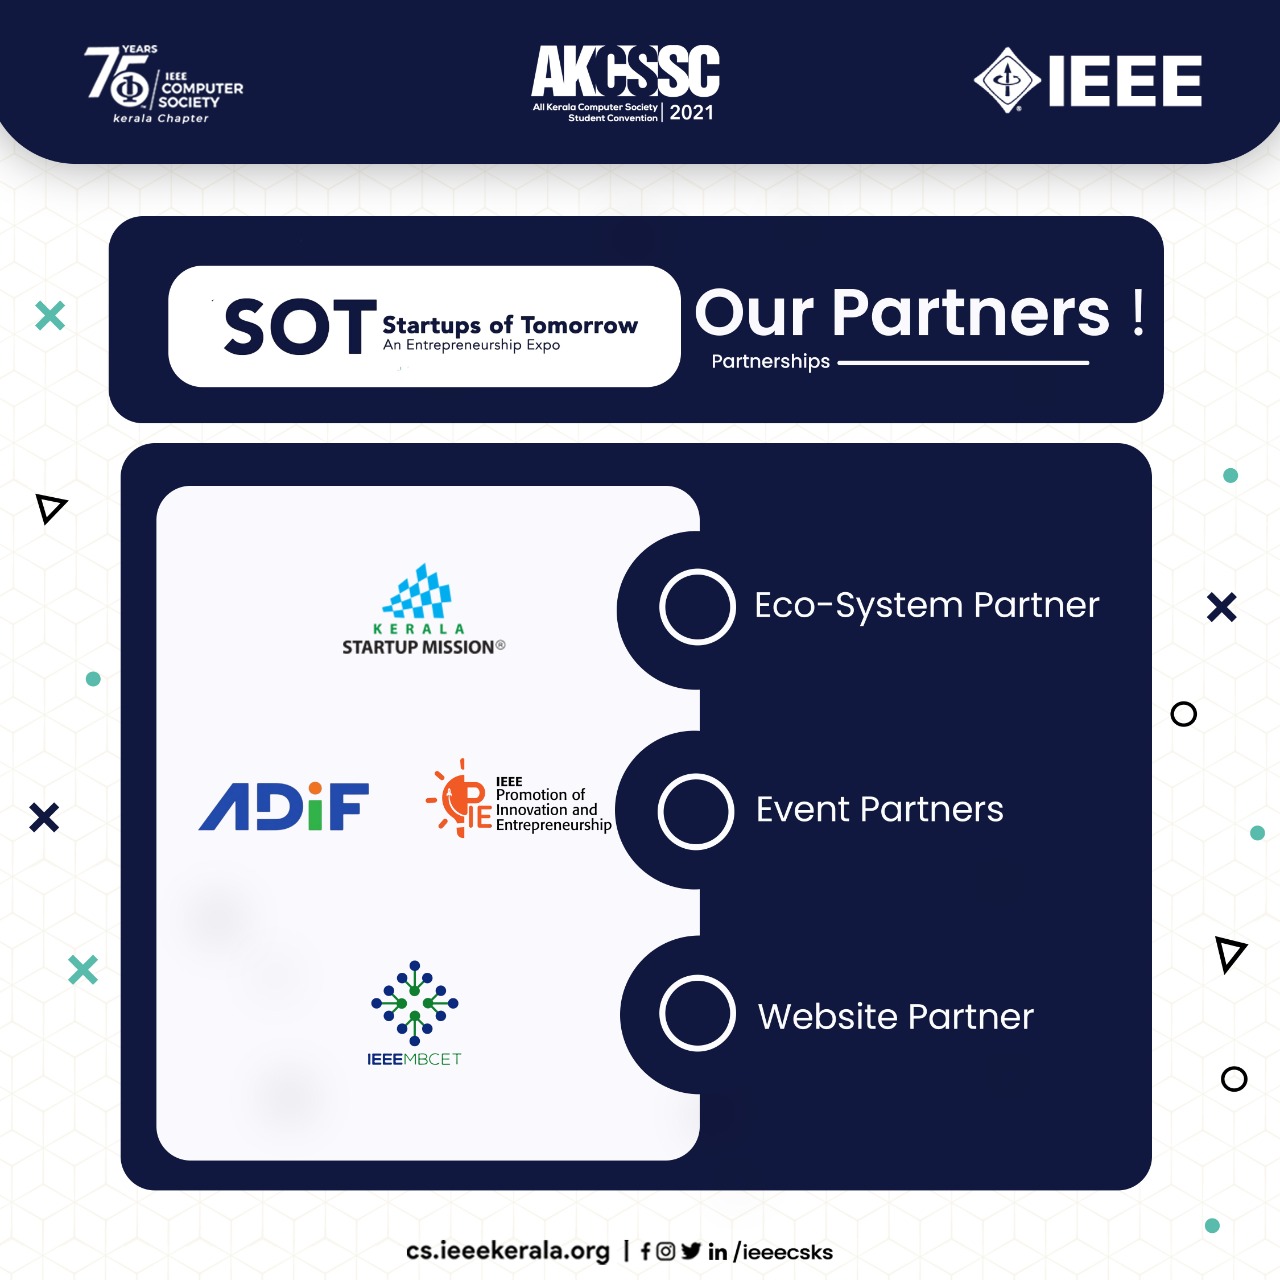 75 YEARS
IEEE
COMPUTER
SOCIETY
kerala Chapter
AKCSSC
All Kerala Computer Society
Student Convention
2021
IEEE
SOT
Startups of Tomorrow
An Entrepreneurship Expo
Our Partners !
Partnerships
KERALA
STARTUP MISSION®
Eco-System Partner
ADiF
PIE
IEEE
Promotion of
Innovation and
Entrepreneurship
Event Partners
IEEEMBCET
Website Partner
cs.ieeekerala.org | /ieeecsks